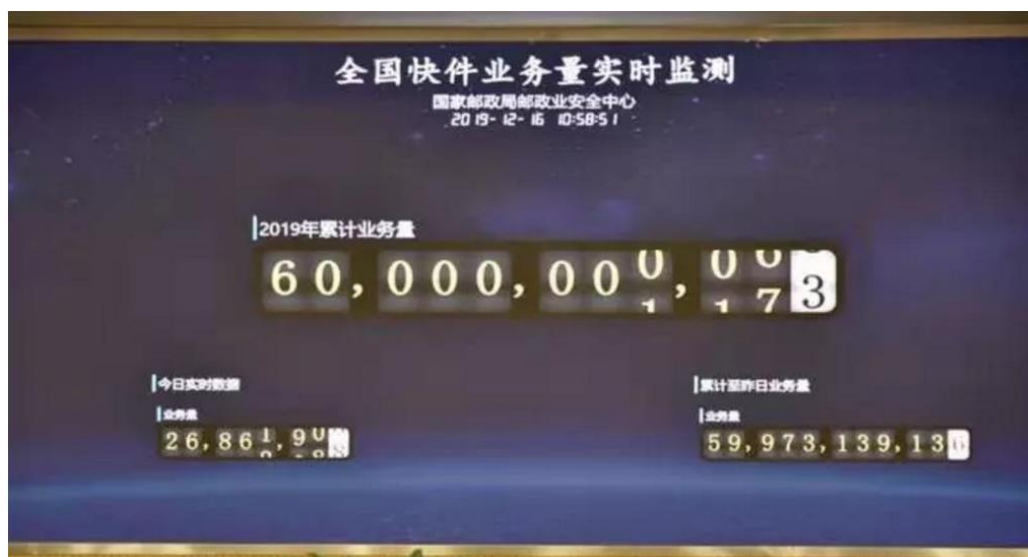 全国快件业务量实时监测
国家邮政局邮政业安全中心
2019-12-16 10:58:51
2019年累计业务量
60,000,00
3
今日实时数据
累计至昨日业务量
业务量
业务量
26,86
59,973,139,136